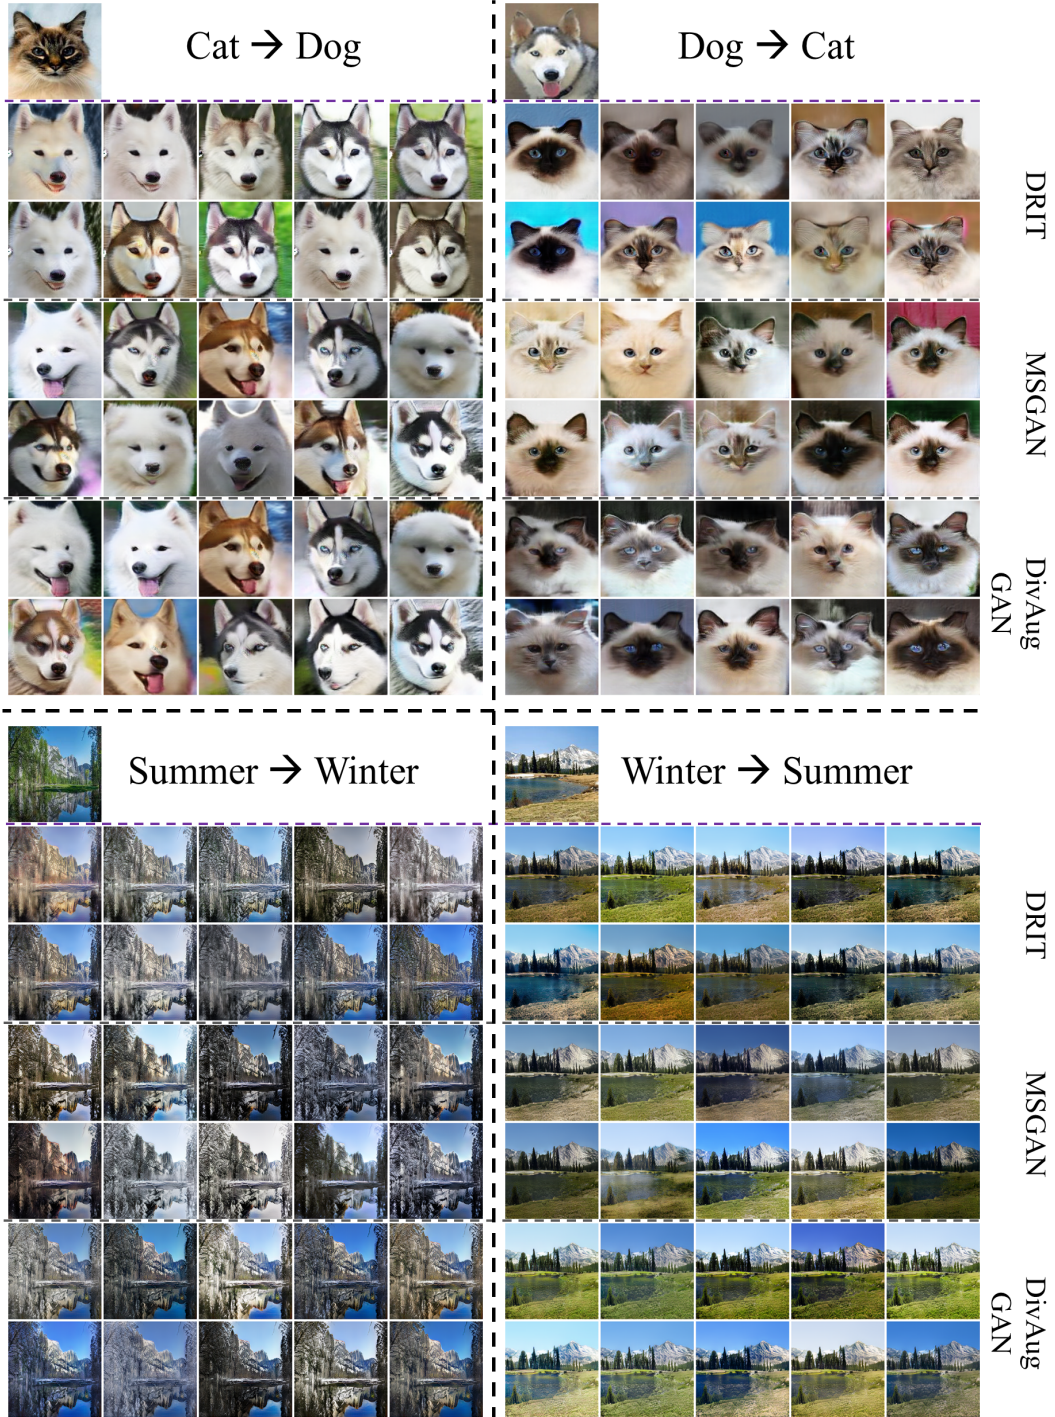 Cat → Dog
Dog → Cat
DRIT
MSGAN
DivAug
GAN
Summer → Winter
Winter → Summer
DRIT
MSGAN
DivAug
GAN